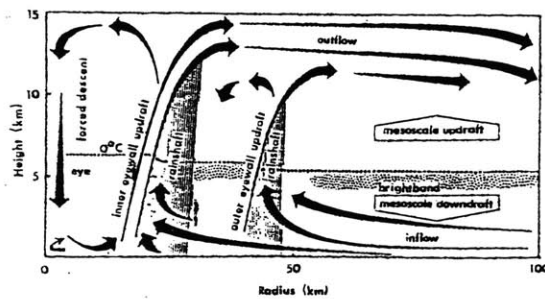 15
outflow
Height (km)
10
forced descent
inner eyewall updraft
rainshaft
outer eyewall updraft
rainshaft
mesoscale updraft
0°C
eye
5
brightband
mesoscale downdraft
inflow
0
0
50
100
Radius (km)